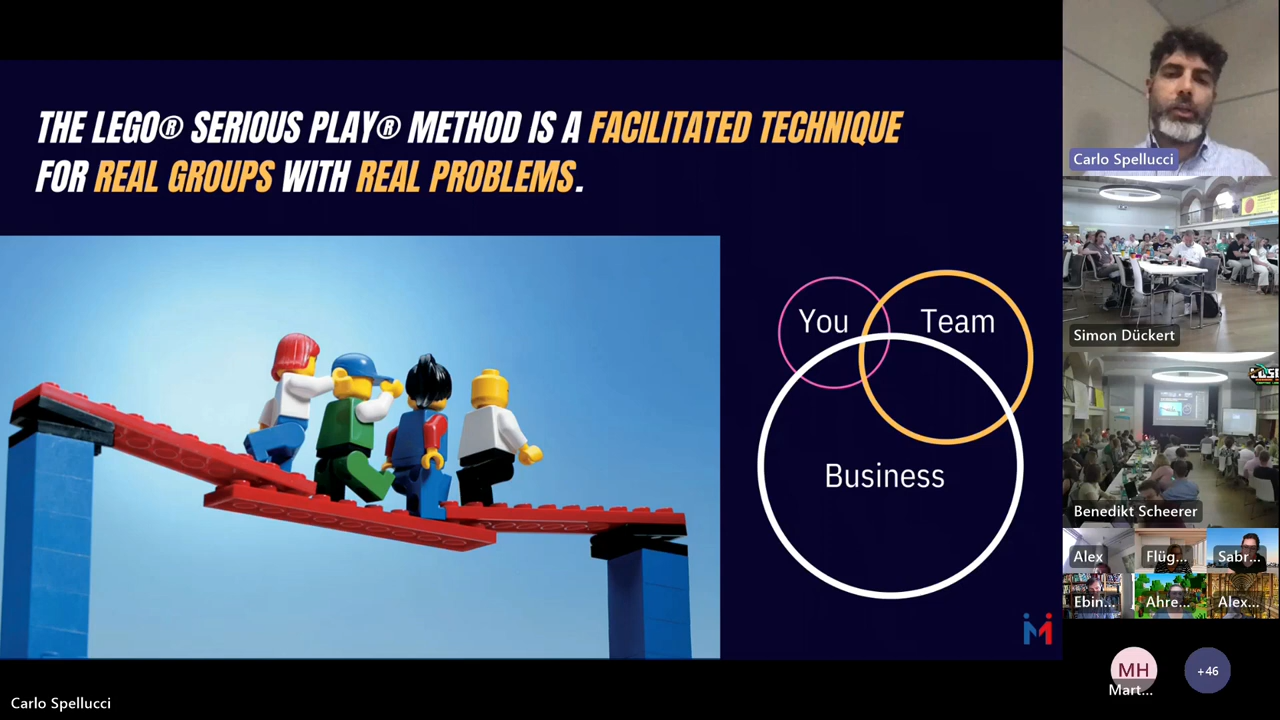 THE LEGO® SERIOUS PLAY® METHOD IS A FACILITATED TECHNIQUE
FOR REAL GROUPS WITH REAL PROBLEMS.
You
Team
Business
Carlo Spellucci
Carlo Spellucci
Simon Dückert
Benedikt Scheerer
Alex
Flüg...
Sabr...
Ebin...
Ahre...
Alex...
MH
Mart...
+46